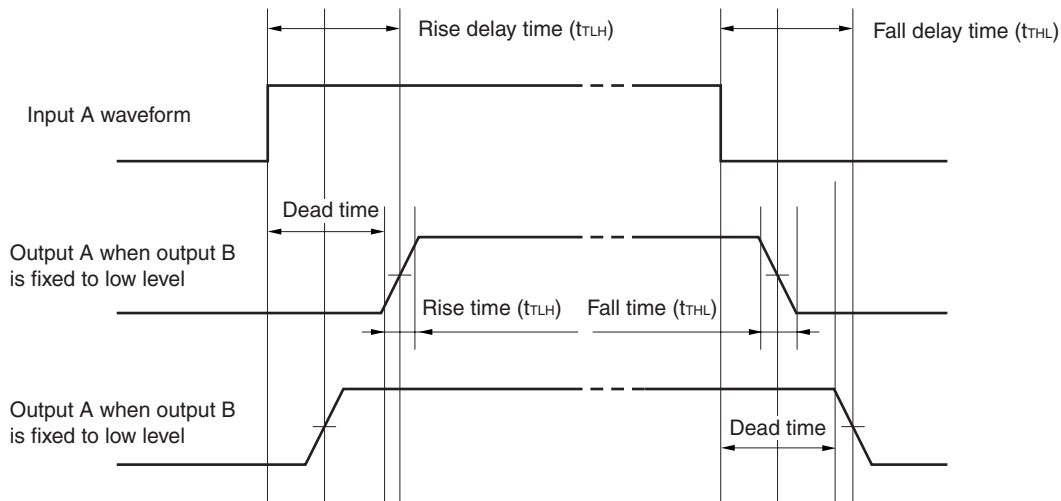 Rise delay time (tTLH)
Fall delay time (tTHL)
Input A waveform
Dead time
Output A when output B
is fixed to low level
Rise time (tTLH)
Fall time (tTHL)
Output A when output B
is fixed to low level
Dead time